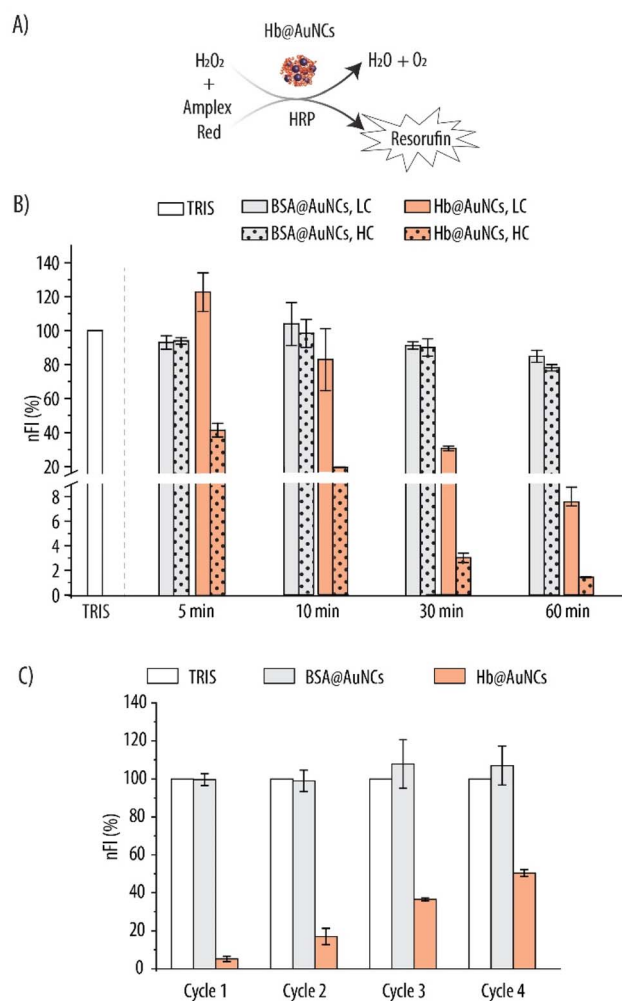 A)
Hb@AuNCs
H₂O₂
+
Amplex
Red
HRP
H₂O + O₂
Resorufin
B)
TRIS
BSA@AuNCs, LC
Hb@AuNCs, LC
BSA@AuNCs, HC
Hb@AuNCs, HC
nFI (%)
140
120
100
80
60
40
20
8
6
4
2
0
TRIS
5 min
10 min
30 min
60 min
C)
TRIS
BSA@AuNCs
Hb@AuNCs
nFI (%)
140
120
100
80
60
40
20
0
Cycle 1
Cycle 2
Cycle 3
Cycle 4